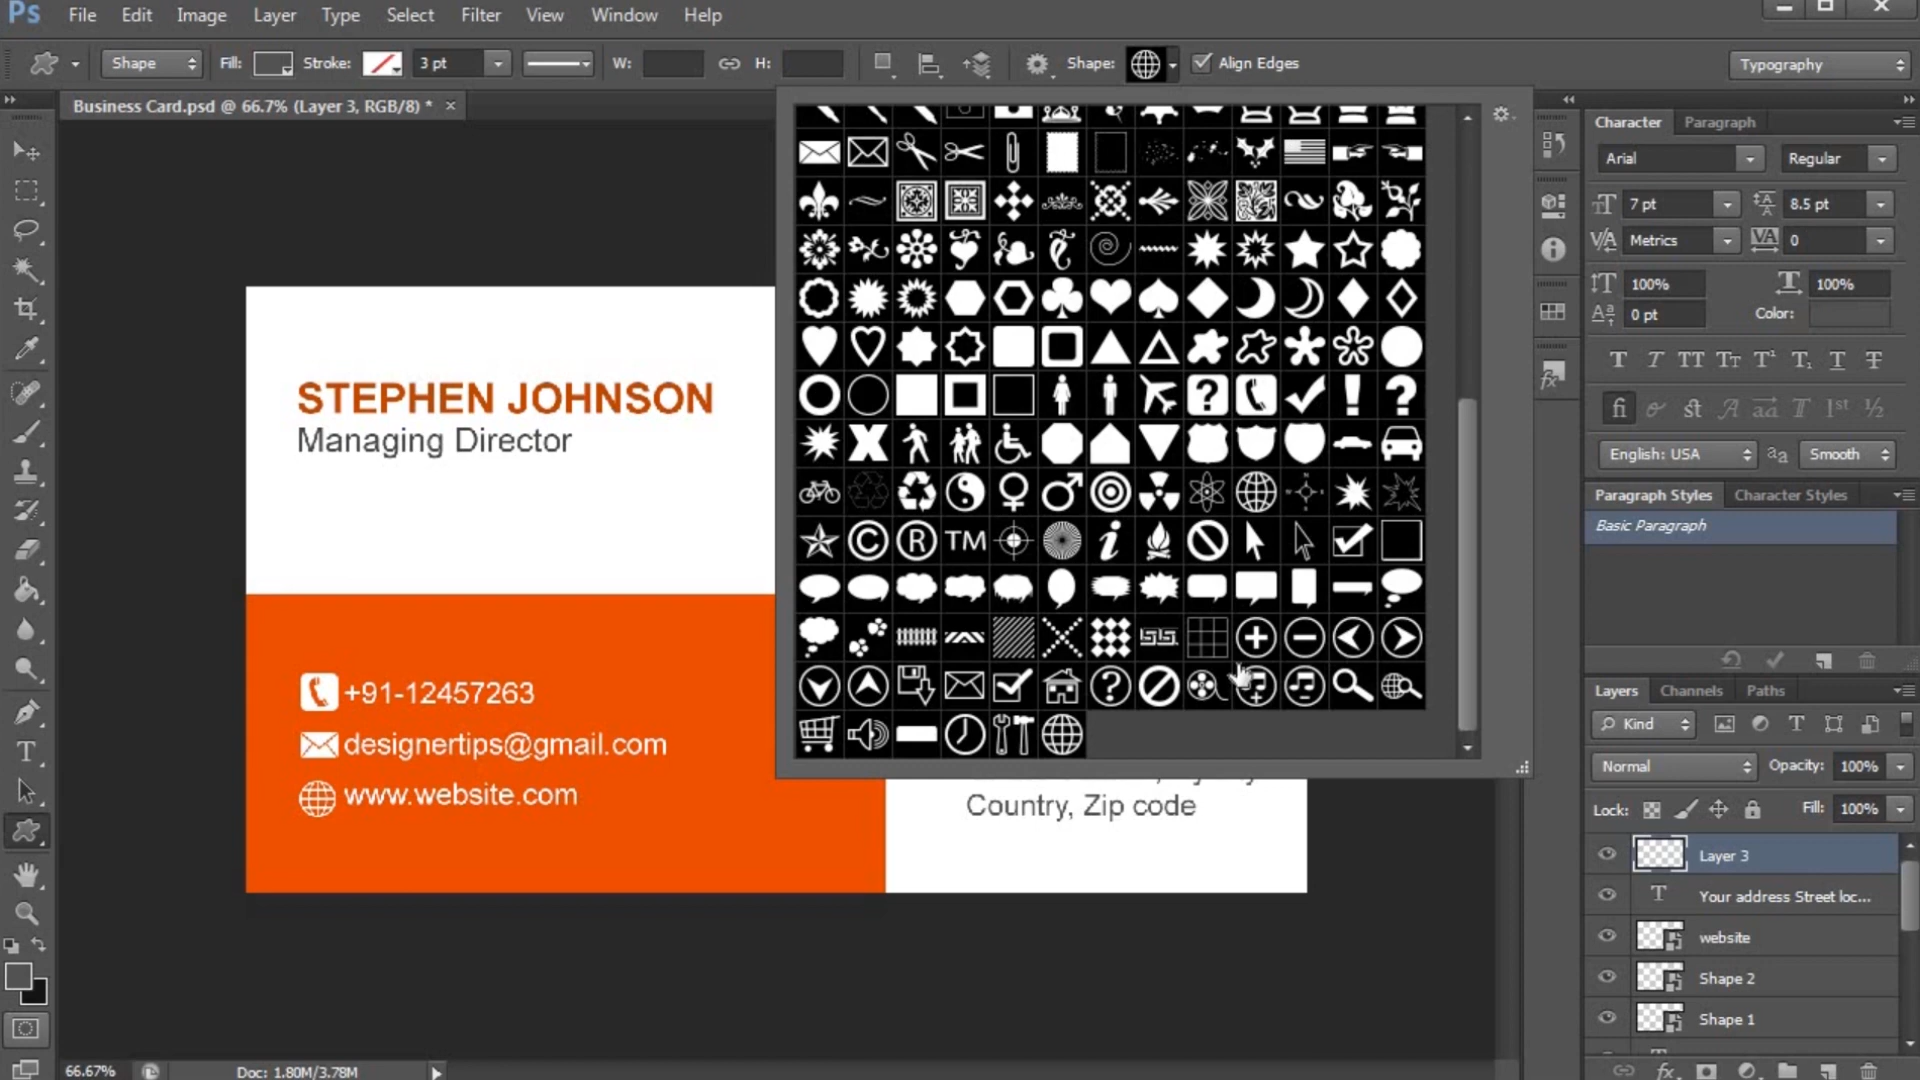 Ps File Edit Image Layer Type Select Filter View Window Help
Shape Fill: Stroke: 3 pt W: H: Shape: Align Edges Typography
Business Card.psd @ 66.7% (Layer 3, RGB/8) * ×
Character Paragraph
Arial Regular
7 pt 8.5 pt
Metrics 0
100% 100%
0 pt Color:
English: USA Smooth
Paragraph Styles Character Styles
Basic Paragraph
STEPHEN JOHNSON
Managing Director
TM
+91-12457263
designertips@gmail.com
www.website.com
Country, Zip code
Layers Channels Paths
Kind
Normal Opacity: 100%
Lock: Fill: 100%
Layer 3
Your address Street loc...
website
Shape 2
Shape 1
66.67% Doc: 1.80M/3.78M